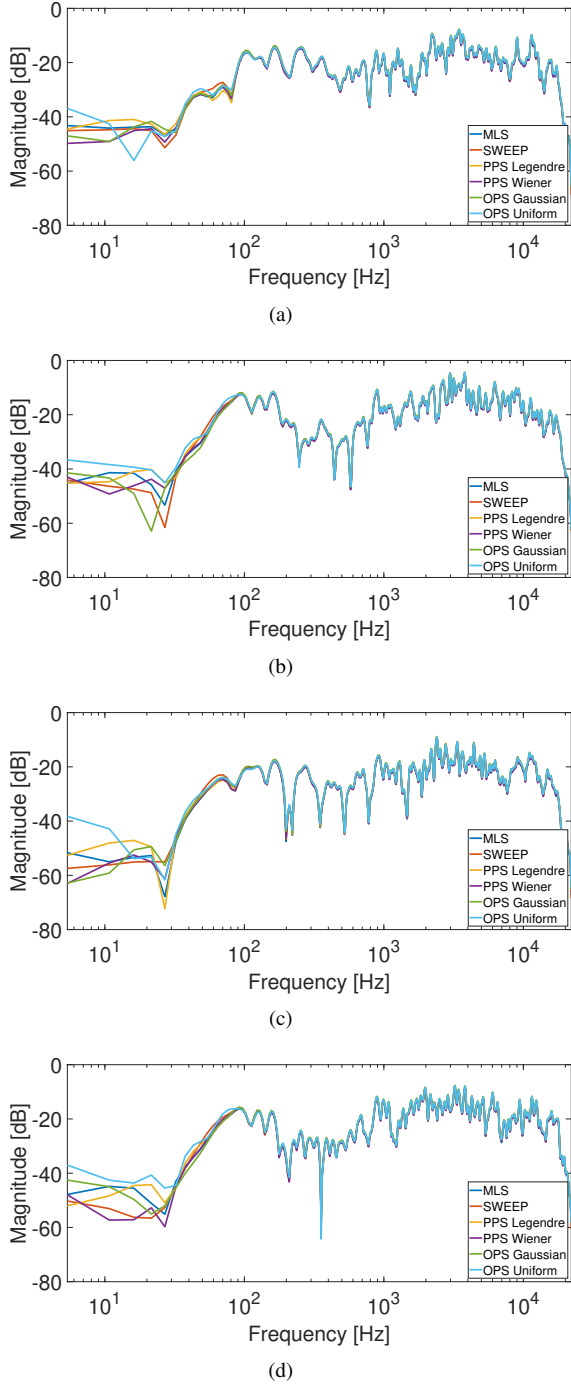 0
-20
-40
-60
-80
Magnitude [dB]
MLS
SWEEP
PPS Legendre
PPS Wiener
OPS Gaussian
OPS Uniform
10^1 10^2 10^3 10^4
Frequency [Hz]
(a)
0
-20
-40
-60
-80
Magnitude [dB]
MLS
SWEEP
PPS Legendre
PPS Wiener
OPS Gaussian
OPS Uniform
10^1 10^2 10^3 10^4
Frequency [Hz]
(b)
0
-20
-40
-60
-80
Magnitude [dB]
MLS
SWEEP
PPS Legendre
PPS Wiener
OPS Gaussian
OPS Uniform
10^1 10^2 10^3 10^4
Frequency [Hz]
(c)
0
-20
-40
-60
-80
Magnitude [dB]
MLS
SWEEP
PPS Legendre
PPS Wiener
OPS Gaussian
OPS Uniform
10^1 10^2 10^3 10^4
Frequency [Hz]
(d)